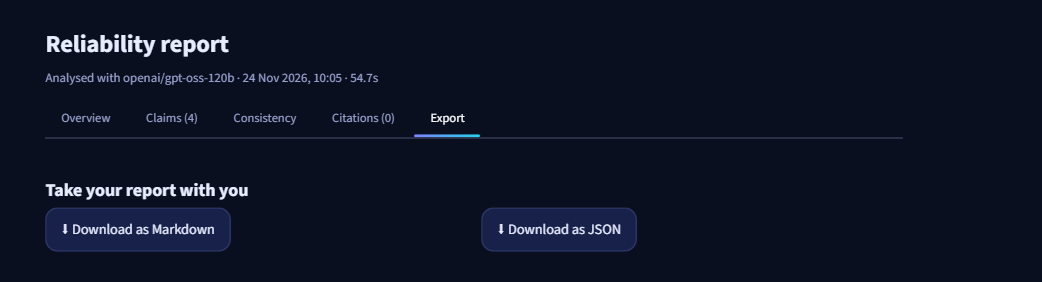 Reliability report
Analysed with openai/gpt-oss-120b · 24 Nov 2026, 10:05 · 54.7s
Overview Claims (4) Consistency Citations (0) Export
Take your report with you
⬇ Download as Markdown ⬇ Download as JSON